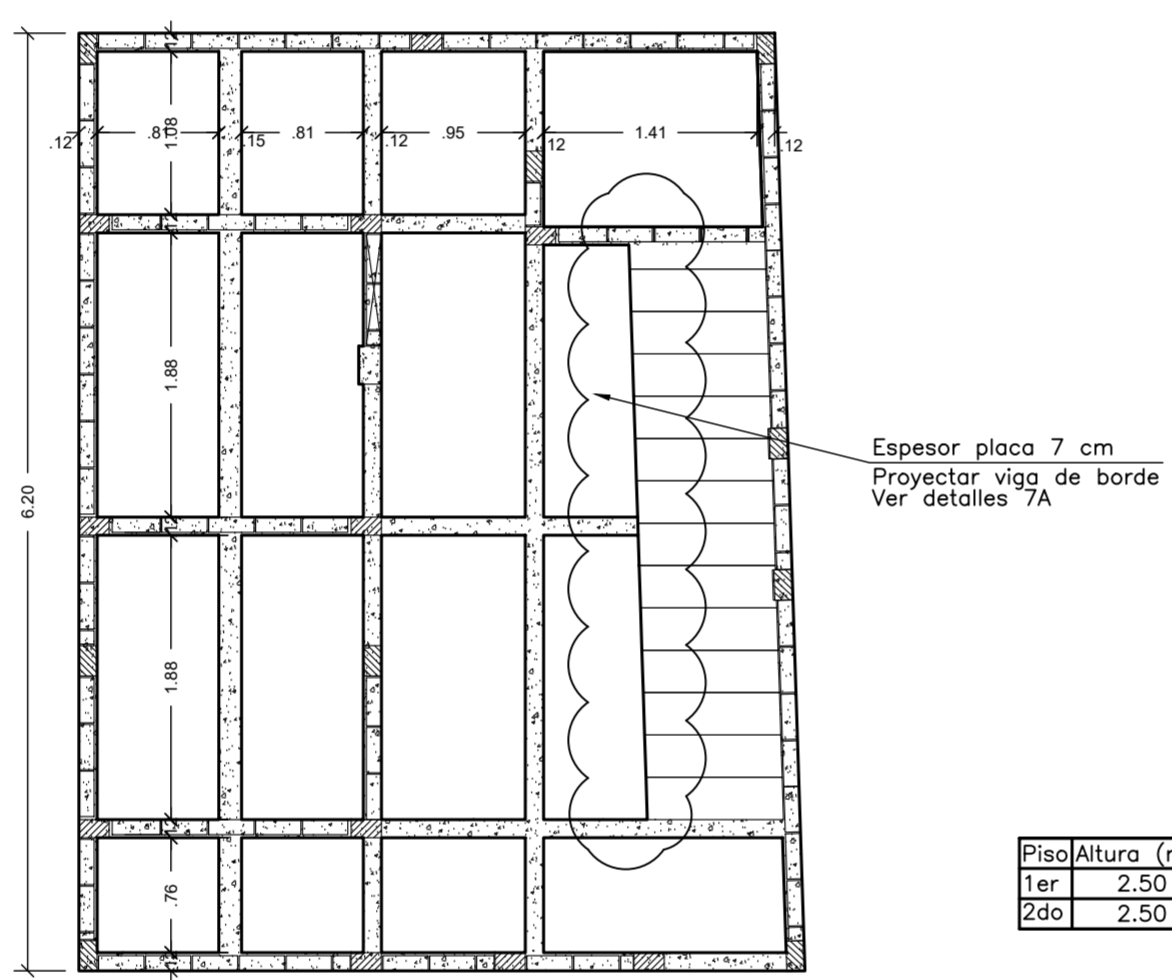 .12
.81
1.08
.15
.81
.12
.95
12
1.41
.12
1.88
6.20
Espesor placa 7 cm
Proyectar viga de borde
Ver detalles 7A
1.88
.76
Piso Altura (
1er 2.50
2do 2.50